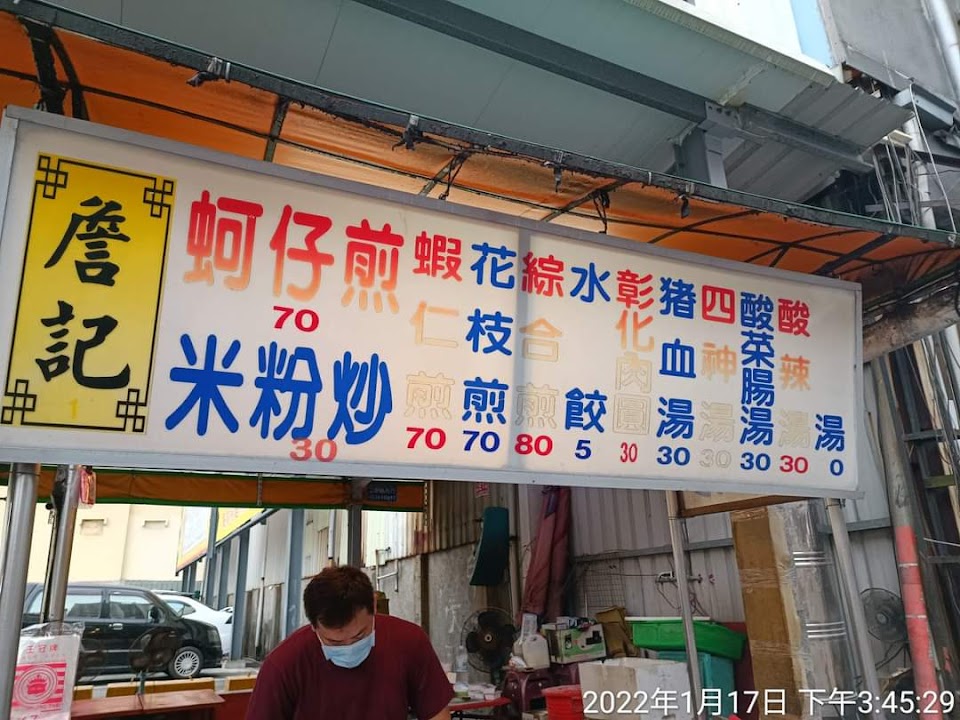 詹記
蚵仔煎
70
米粉炒
30
蝦仁煎
70
花枝煎
70
綜合煎
80
水餃
5
彰化肉圓
30
猪血湯
30
四神湯
30
酸菜腸湯
30
酸辣湯
30
湯
0
2022年1月17日 下午3:45:29